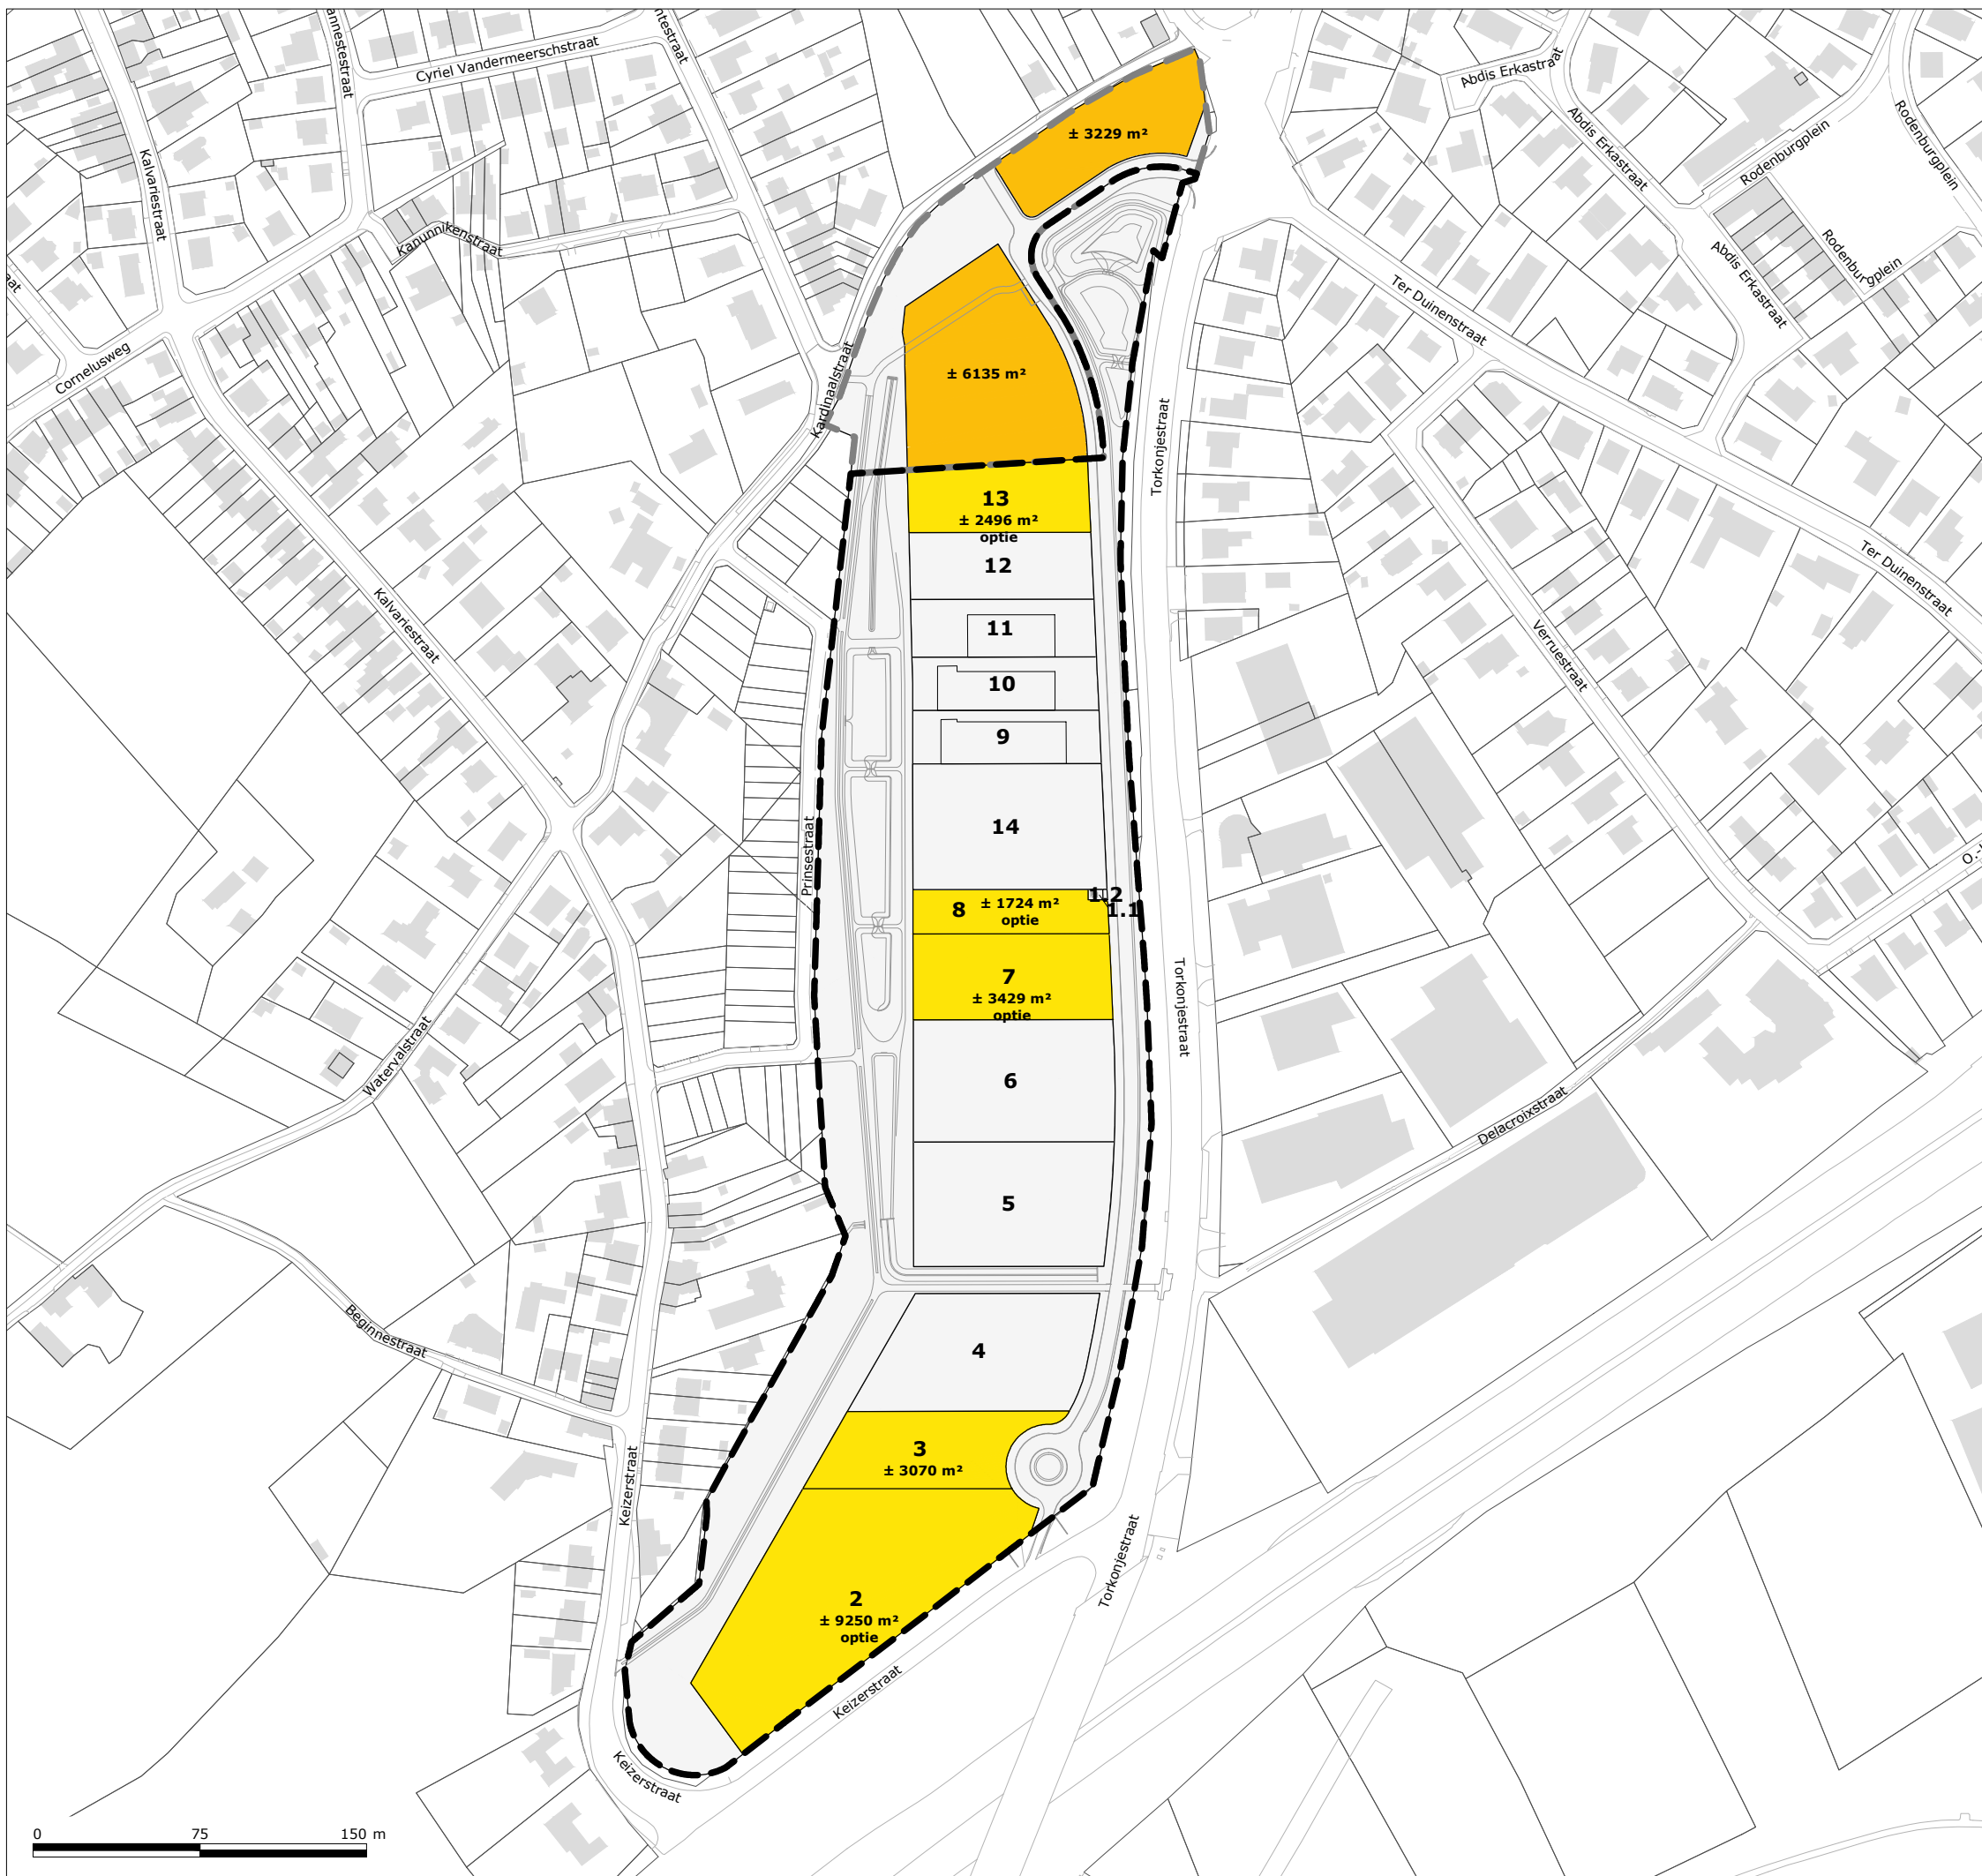 Cyriel Vandermeerschstraat
Abdis Erkastraat
Abdis Erkastraat
Rodenburgplein
Rodenburgplein
± 3229 m²
Kalvariestraat
Kanunnikenstraat
Abdis Erkastraat
Rodenburgplein
Ter Duinenstraat
Cornelusweg
Kardinaalstraat
± 6135 m²
Torkonjestraat
13
± 2496 m²
optie
12
Ter Duinenstraat
Kalvariestraat
11
Verruestraat
10
9
Prinsestraat
14
1.2
8
± 1724 m²
optie
1.1
7
± 3429 m²
optie
Torkonjestraat
Watervalstraat
6
Delacroixstraat
5
Beginnestraat
4
3
± 3070 m²
Keizerstraat
Torkonjestraat
2
± 9250 m²
optie
Keizerstraat
Keizerstraat
0 75 150 m